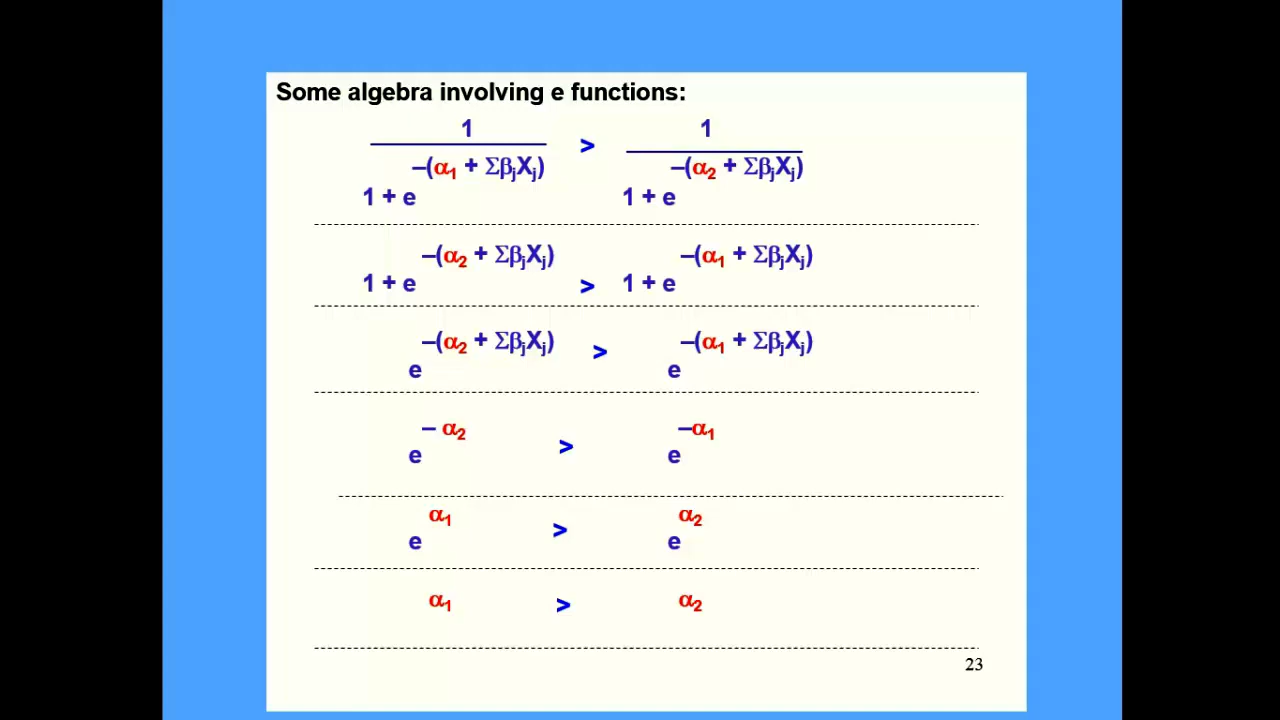 Some algebra involving e functions:
1 > 1
–(α₁ + ΣβⱼXⱼ) –(α₂ + ΣβⱼXⱼ)
1 + e 1 + e
–(α₂ + ΣβⱼXⱼ) –(α₁ + ΣβⱼXⱼ)
1 + e > 1 + e
–(α₂ + ΣβⱼXⱼ) > –(α₁ + ΣβⱼXⱼ)
e e
– α₂ > –α₁
e e
α₁ > α₂
e e
α₁ > α₂
23